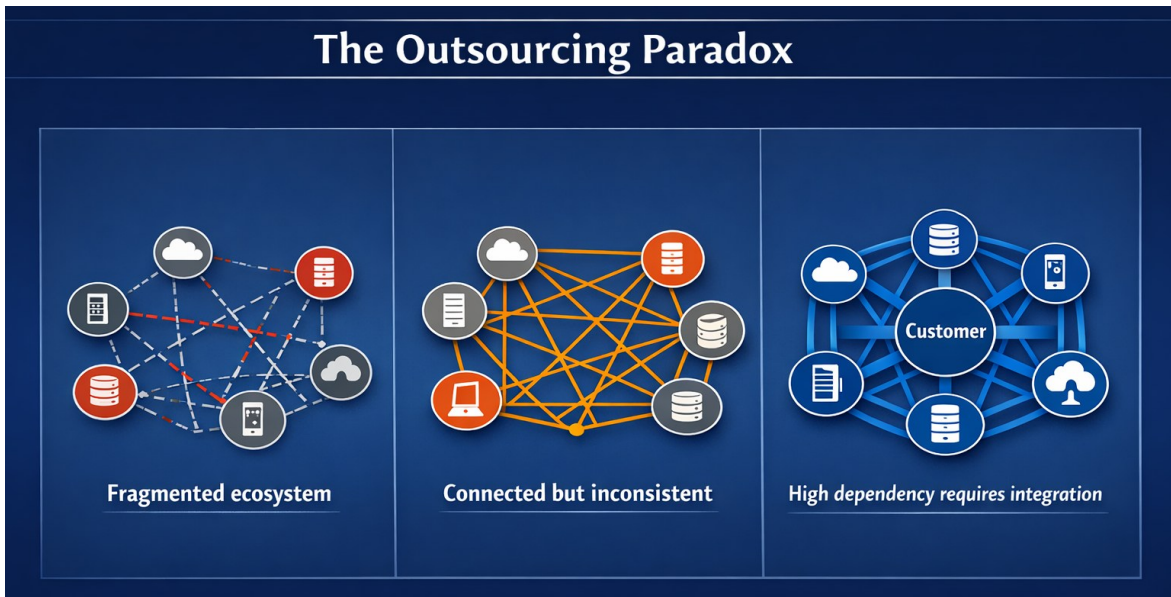 The Outsourcing Paradox
Fragmented ecosystem
Connected but inconsistent
Customer
High dependency requires integration